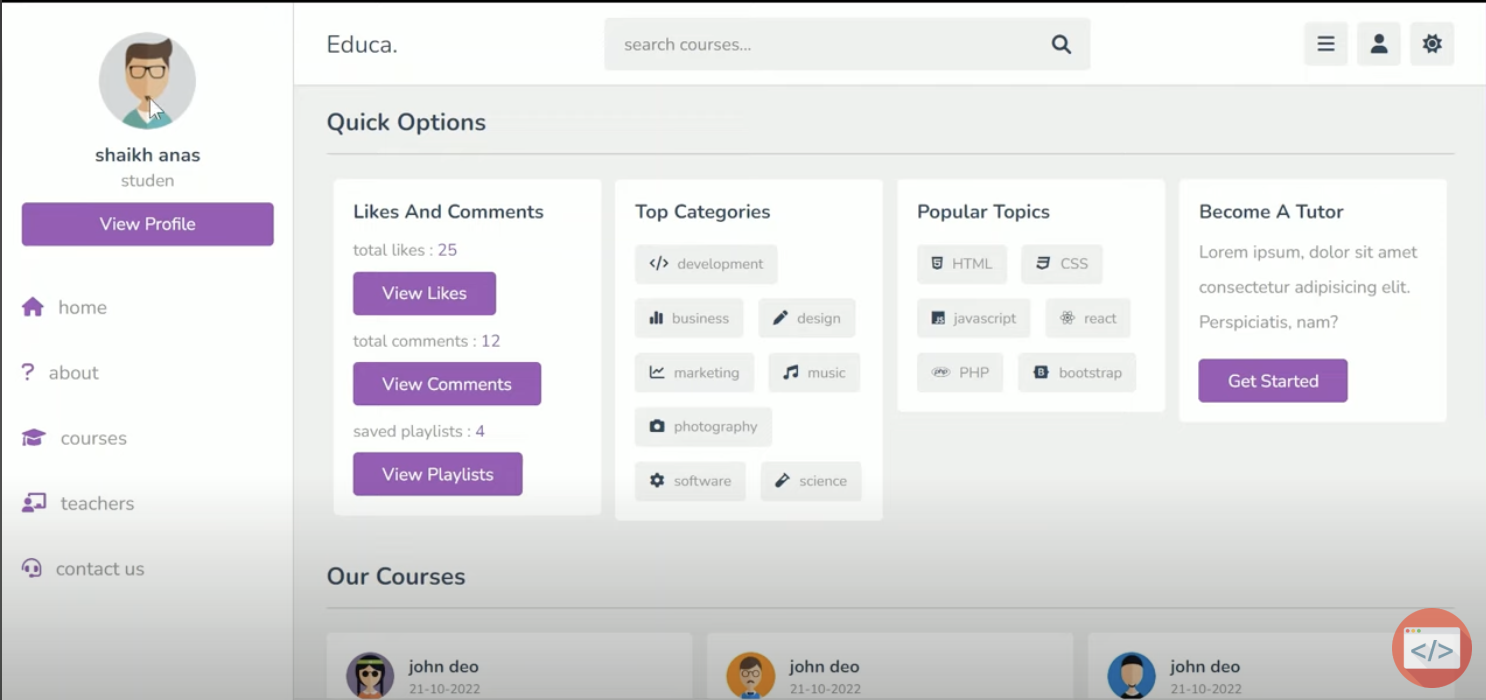 shaikh anas
studen
View Profile
home
about
courses
teachers
contact us
Educa.
search courses...
Quick Options
Likes And Comments
total likes : 25
View Likes
total comments : 12
View Comments
saved playlists : 4
View Playlists
Top Categories
development
business design
marketing music
photography
software science
Popular Topics
HTML CSS
javascript react
PHP bootstrap
Become A Tutor
Lorem ipsum, dolor sit amet
consectetur adipisicing elit.
Perspiciatis, nam?
Get Started
Our Courses
john deo
21-10-2022
john deo
21-10-2022
john deo
21-10-2022